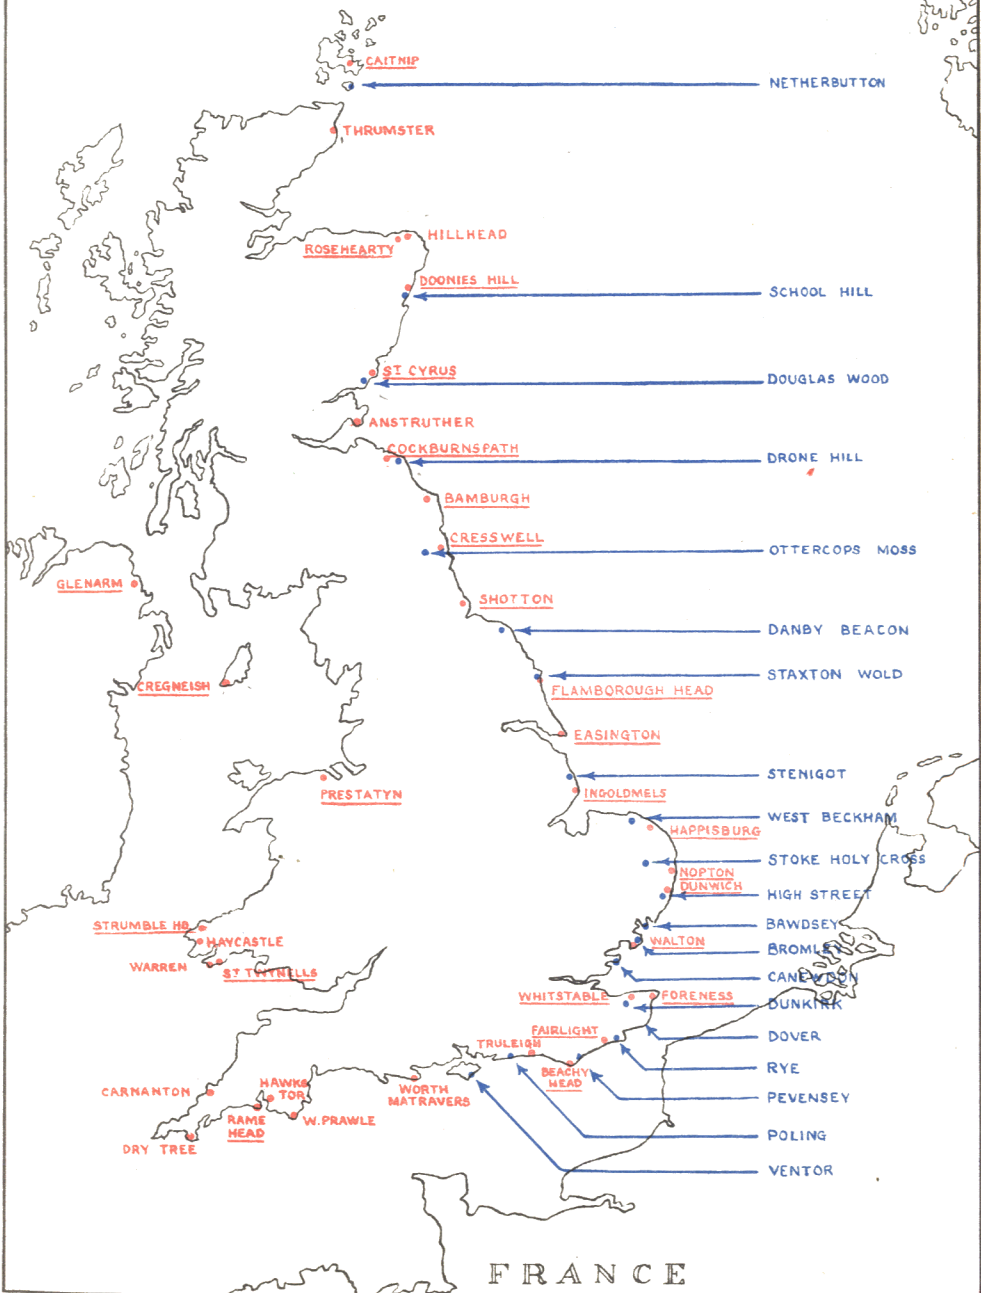 CAITNIP
NETHERBUTTON
THRUMSTER
HILLHEAD
ROSEHEARTY
DOONIES HILL
SCHOOL HILL
ST CYRUS
DOUGLAS WOOD
ANSTRUTHER
COCKBURNSPATH
DRONE HILL
BAMBURGH
CRESSWELL
OTTERCOPS MOSS
GLENARM
SHOTTON
DANBY BEACON
STAXTON WOLD
CREGNEISH
FLAMBOROUGH HEAD
EASINGTON
STENIGOT
PRESTATYN
INGOLDMELS
WEST BECKHAM
HAPPISBURG
STOKE HOLY CROSS
NOPTON
DUNWICH
HIGH STREET
STRUMBLE HD.
BAWDSEY
HAYCASTLE
WALTON
BROMLEY
WARREN
ST TWYNELLS
CANEWDON
WHITSTABLE
FORENESS
DUNKIRK
FAIRLIGHT
DOVER
TRULEIGH
RYE
BEACHY
HEAD
CARNANTON
HAWKS
TOR
WORTH
MATRAVERS
PEVENSEY
RAME
HEAD
W. PRAWLE
POLING
DRY TREE
VENTOR
FRANCE